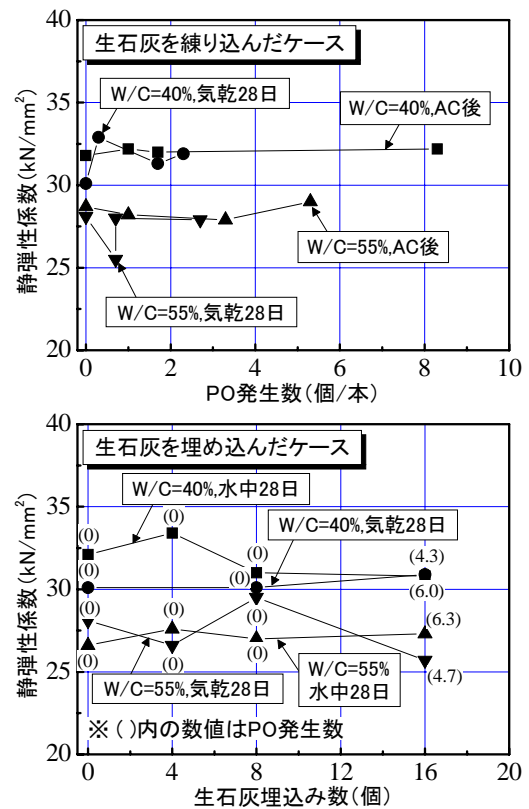 生石灰を練り込んだケース
W/C=40%,気乾28日
W/C=40%,AC後
W/C=55%,AC後
W/C=55%,気乾28日
静弾性係数(kN/mm²)
40
35
30
25
20
0 2 4 6 8 10
PO発生数(個/本)
生石灰を埋め込んだケース
W/C=40%,水中28日
W/C=40%,気乾28日
(0) (0) (0) (4.3)
(0) (0) (6.0)
(0) (0) (0) (6.3)
(0) (0) (0) (4.7)
W/C=55%,気乾28日
W/C=55%
水中28日
※( )内の数値はPO発生数
静弾性係数(kN/mm²)
40
35
30
25
20
0 4 8 12 16 20
生石灰埋込み数(個)